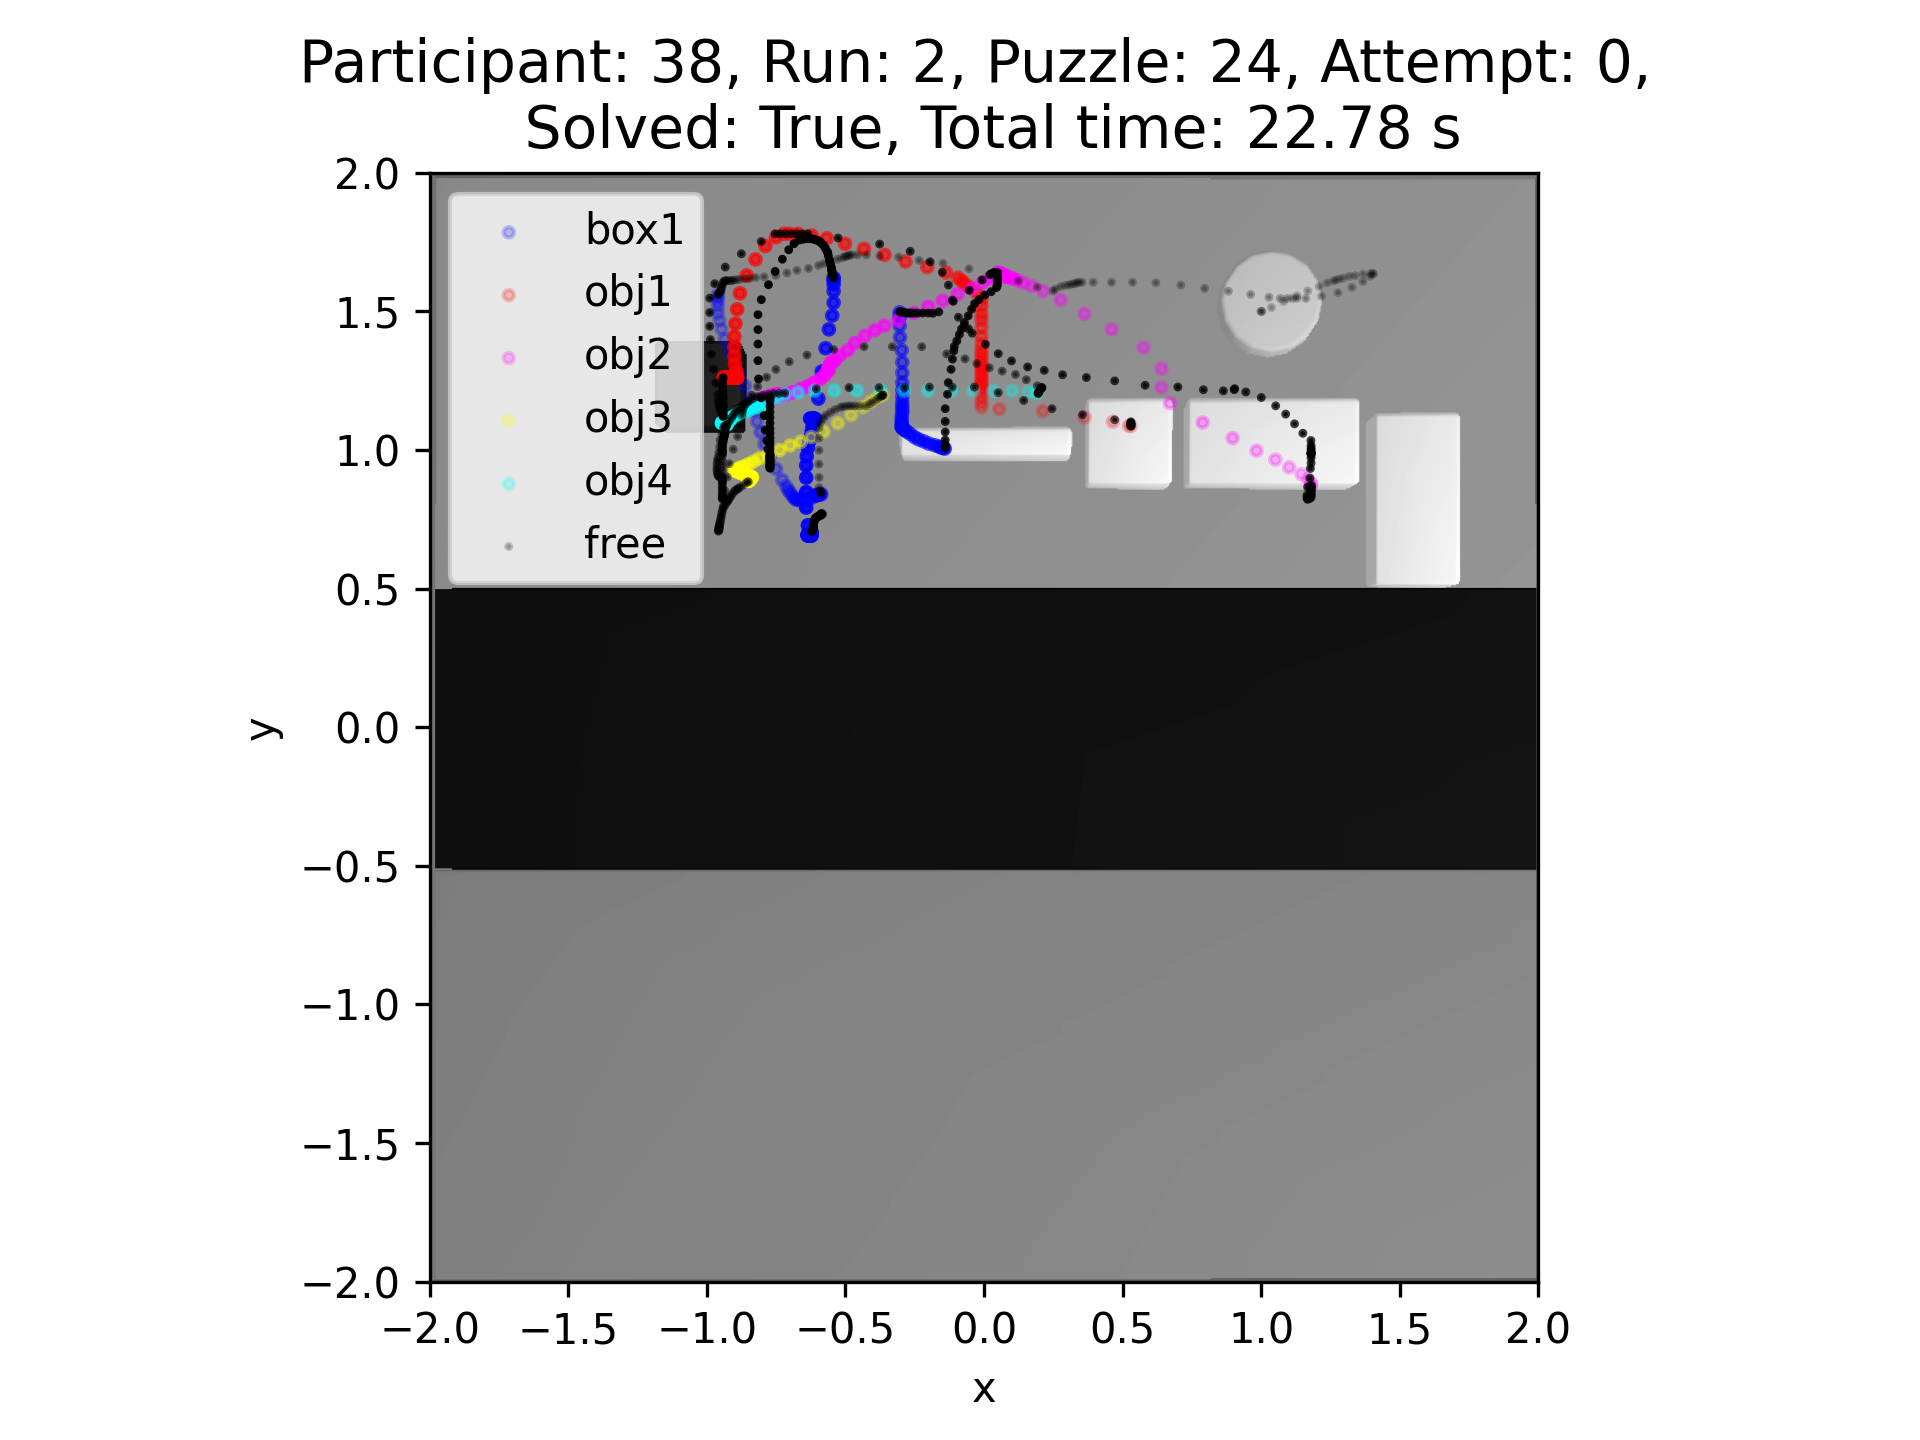 Participant: 38, Run: 2, Puzzle: 24, Attempt: 0,
Solved: True, Total time: 22.78 s
2.0
1.5
1.0
0.5
0.0
−0.5
−1.0
−1.5
−2.0
y
box1
obj1
obj2
obj3
obj4
free
−2.0 −1.5 −1.0 −0.5 0.0 0.5 1.0 1.5 2.0
x